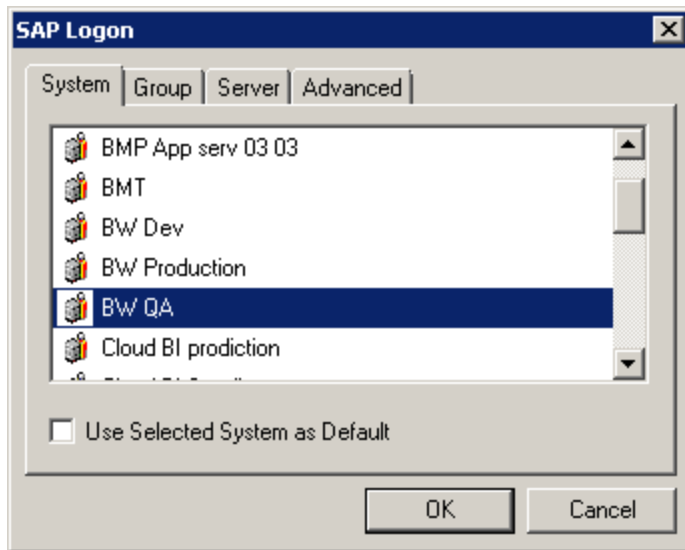 SAP Logon
System Group Server Advanced
BMP App serv 03 03
BMT
BW Dev
BW Production
BW QA
Cloud BI prodiction
Use Selected System as Default
OK Cancel